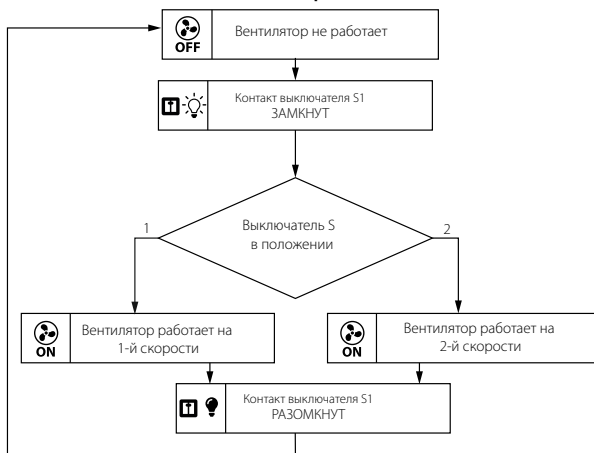 OFF
Вентилятор не работает
Контакт выключателя S1
ЗАМКНУТ
Выключатель S
в положении
1
2
ON
Вентилятор работает на
1-й скорости
ON
Вентилятор работает на
2-й скорости
Контакт выключателя S1
РАЗОМКНУТ